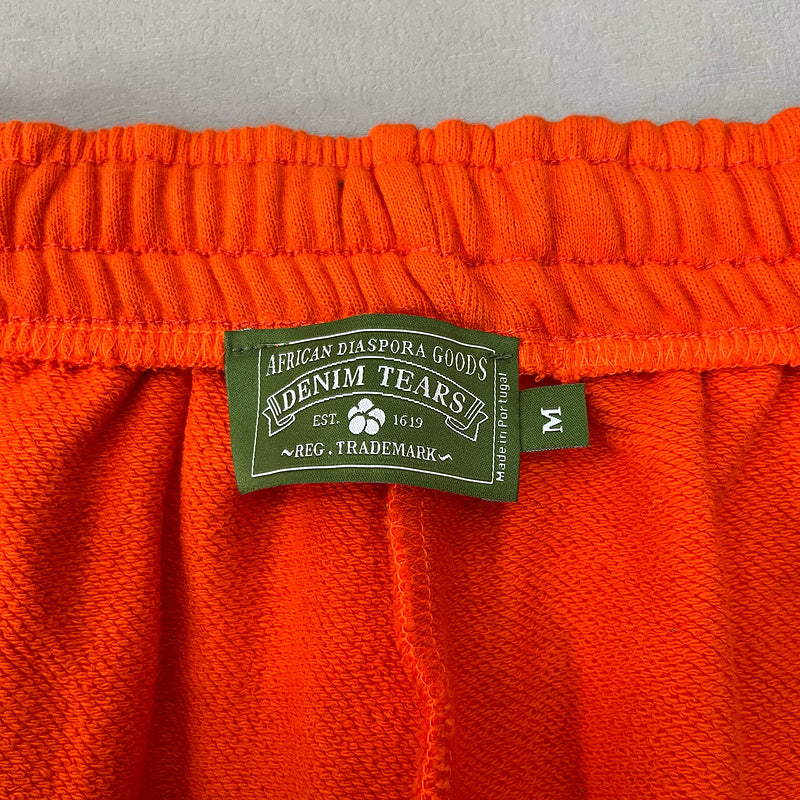 AFRICAN DIASPORA GOODS
DENIM TEARS
EST. 1619
~REG. TRADEMARK~
Made in Portugal
M